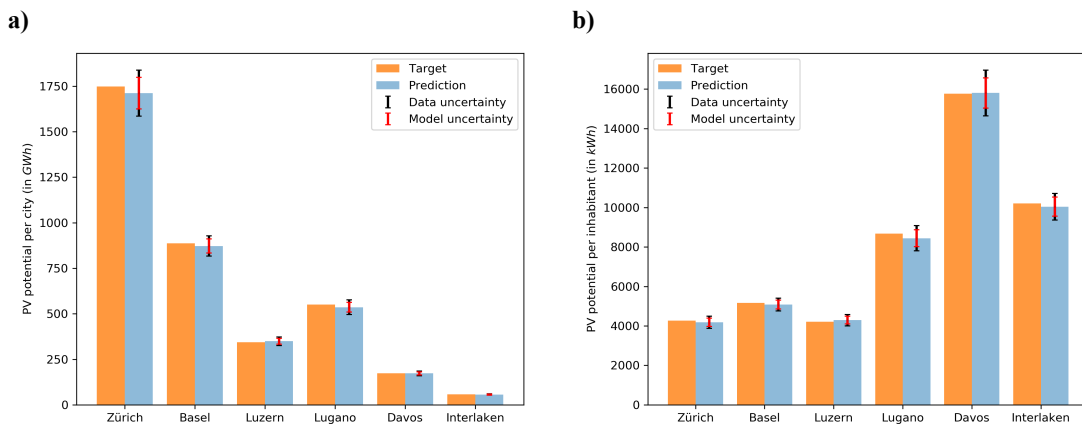 a)
PV potential per city (in GWh)
1750
1500
1250
1000
750
500
250
0
Zürich Basel Luzern Lugano Davos Interlaken
Target
Prediction
Data uncertainty
Model uncertainty
b)
PV potential per inhabitant (in kWh)
16000
14000
12000
10000
8000
6000
4000
2000
0
Zürich Basel Luzern Lugano Davos Interlaken
Target
Prediction
Data uncertainty
Model uncertainty